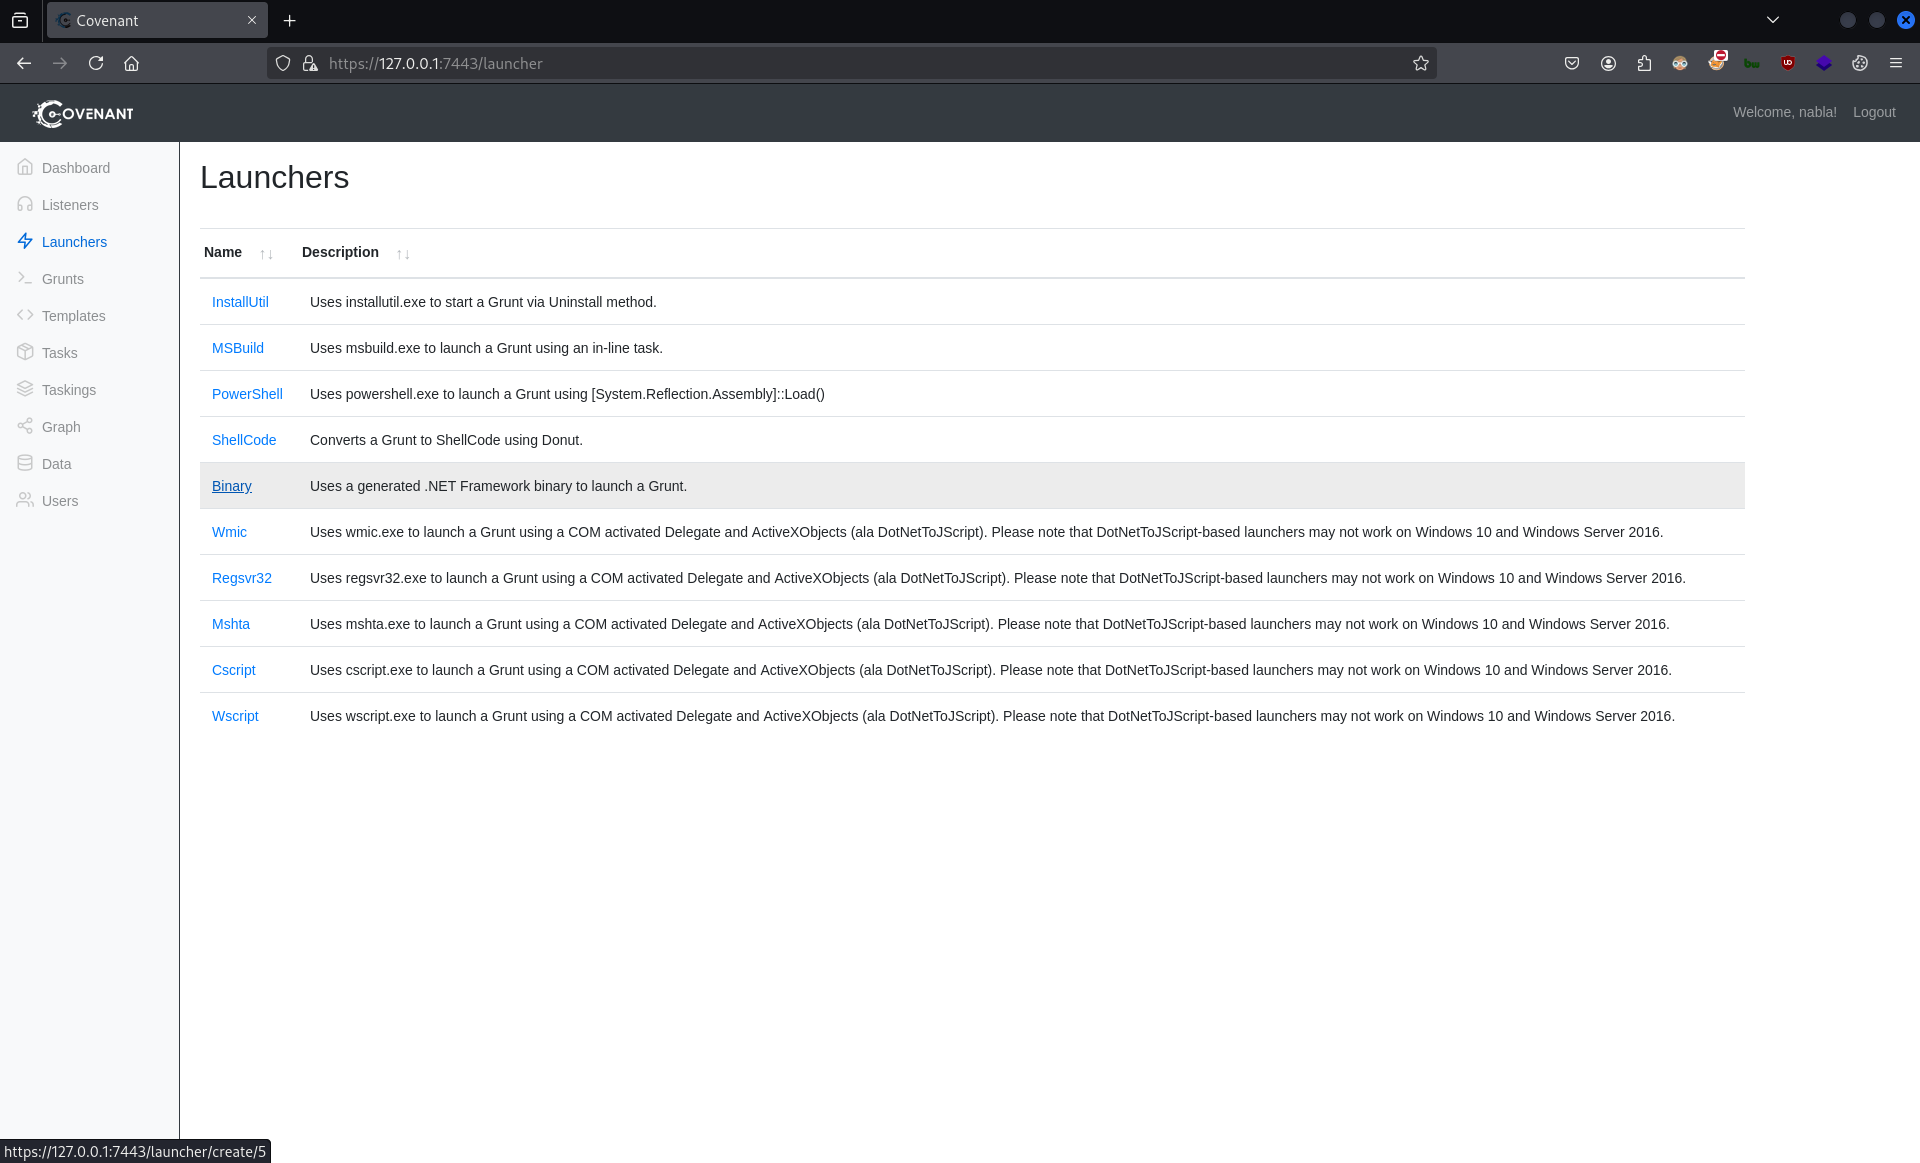 Covenant
https://127.0.0.1:7443/launcher
COVENANT
Welcome, nabla! Logout
Dashboard
Listeners
Launchers
Grunts
Templates
Tasks
Taskings
Graph
Data
Users
Launchers
Name ↑↓ Description ↑↓
InstallUtil Uses installutil.exe to start a Grunt via Uninstall method.
MSBuild Uses msbuild.exe to launch a Grunt using an in-line task.
PowerShell Uses powershell.exe to launch a Grunt using [System.Reflection.Assembly]::Load()
ShellCode Converts a Grunt to ShellCode using Donut.
Binary Uses a generated .NET Framework binary to launch a Grunt.
Wmic Uses wmic.exe to launch a Grunt using a COM activated Delegate and ActiveXObjects (ala DotNetToJScript). Please note that DotNetToJScript-based launchers may not work on Windows 10 and Windows Server 2016.
Regsvr32 Uses regsvr32.exe to launch a Grunt using a COM activated Delegate and ActiveXObjects (ala DotNetToJScript). Please note that DotNetToJScript-based launchers may not work on Windows 10 and Windows Server 2016.
Mshta Uses mshta.exe to launch a Grunt using a COM activated Delegate and ActiveXObjects (ala DotNetToJScript). Please note that DotNetToJScript-based launchers may not work on Windows 10 and Windows Server 2016.
Cscript Uses cscript.exe to launch a Grunt using a COM activated Delegate and ActiveXObjects (ala DotNetToJScript). Please note that DotNetToJScript-based launchers may not work on Windows 10 and Windows Server 2016.
Wscript Uses wscript.exe to launch a Grunt using a COM activated Delegate and ActiveXObjects (ala DotNetToJScript). Please note that DotNetToJScript-based launchers may not work on Windows 10 and Windows Server 2016.
https://127.0.0.1:7443/launcher/create/5